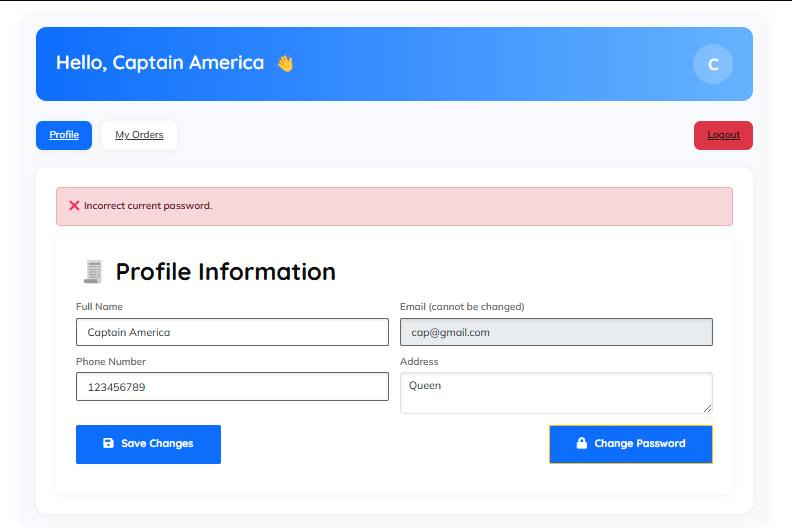 Hello, Captain America 👋
C
Profile
My Orders
Logout
❌ Incorrect current password.
Profile Information
Full Name
Email (cannot be changed)
Captain America
cap@gmail.com
Phone Number
Address
123456789
Queen
Save Changes
Change Password